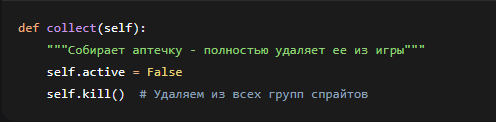 def collect(self):
"""Собирает аптечку - полностью удаляет ее из игры"""
self.active = False
self.kill()  # Удаляем из всех групп спрайтов